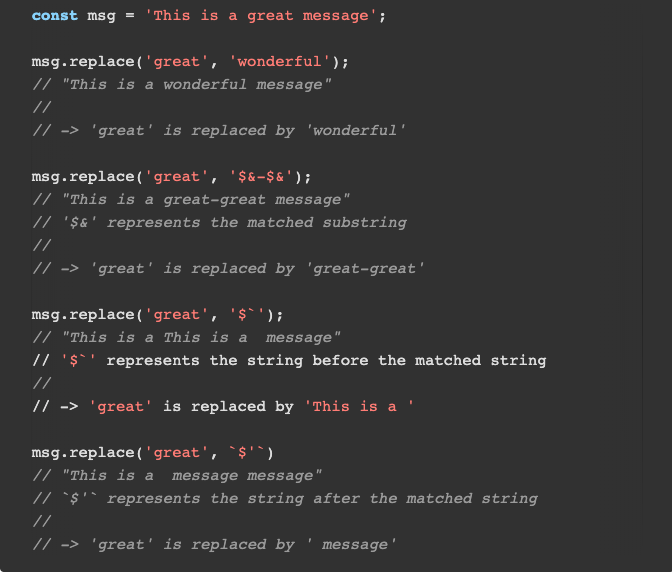 const msg = 'This is a great message';
msg.replace('great', 'wonderful');
// "This is a wonderful message"
//
// -> 'great' is replaced by 'wonderful'
msg.replace('great', '$&-$&');
// "This is a great-great message"
// '$&' represents the matched substring
//
// -> 'great' is replaced by 'great-great'
msg.replace('great', '$`');
// "This is a This is a  message"
// '$`' represents the string before the matched string
//
// -> 'great' is replaced by 'This is a '
msg.replace('great', `$'`)
// "This is a  message message"
// `$'` represents the string after the matched string
//
// -> 'great' is replaced by ' message'